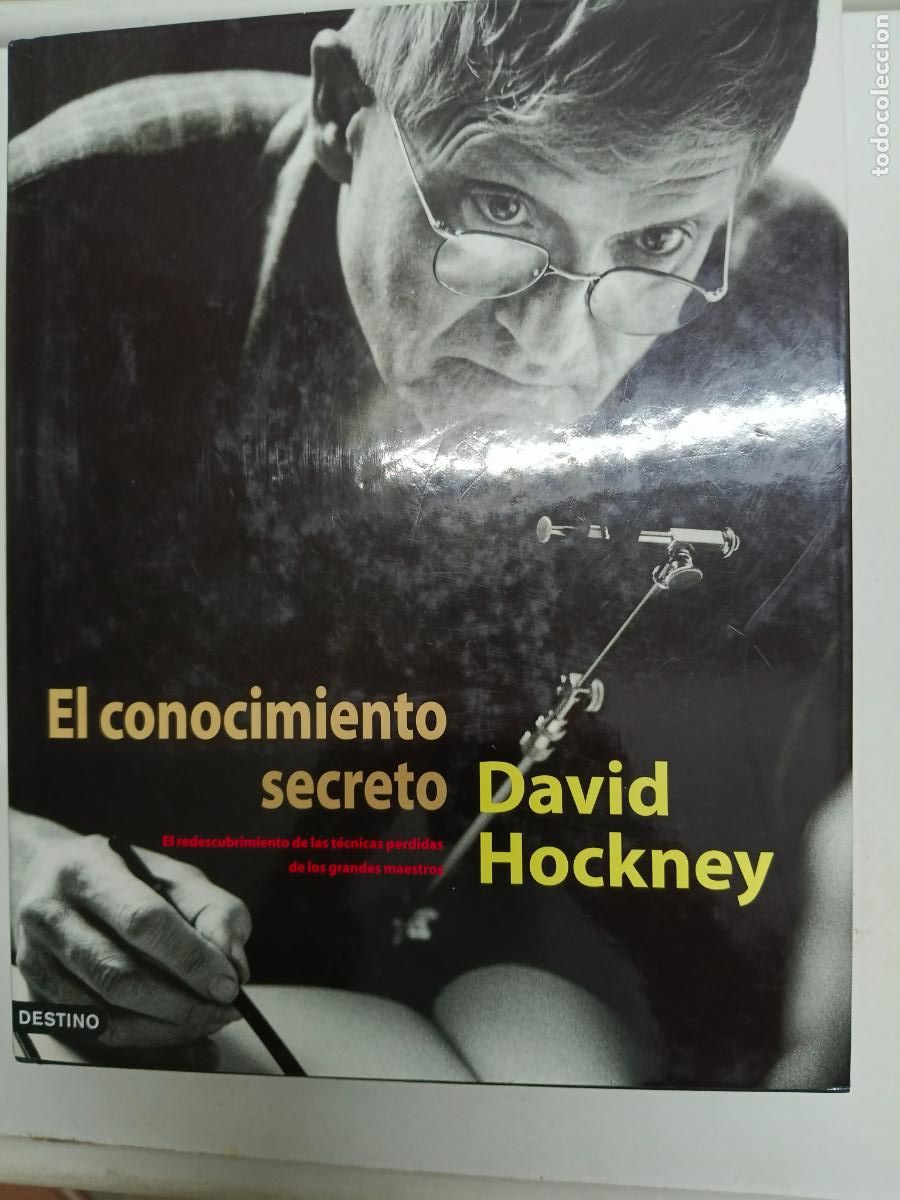 todocoleccion
El conocimiento
secreto
David
Hockney
El redescubrimiento de las técnicas perdidas
de los grandes maestros
DESTINO